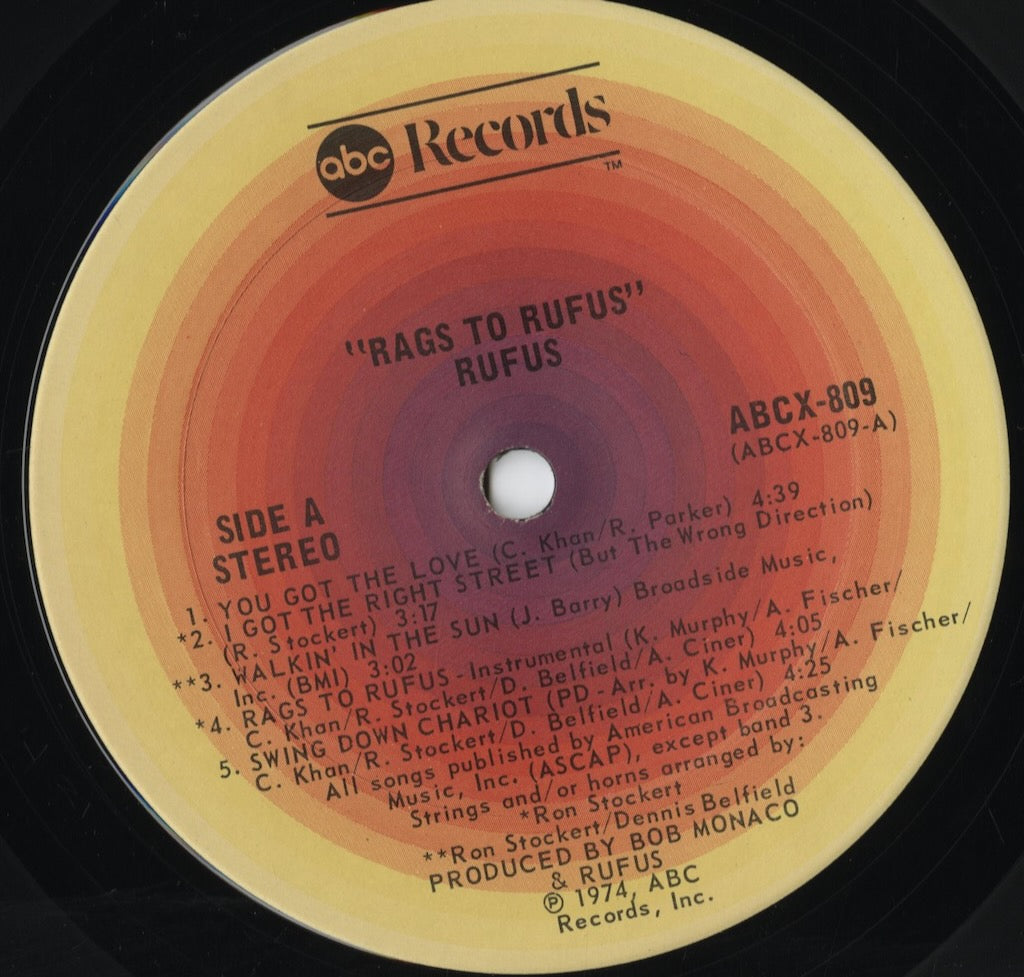 abc Records
TM
"RAGS TO RUFUS"
RUFUS
ABCX-809
(ABCX-809-A)
SIDE A
STEREO
1. YOU GOT THE LOVE (C. Khan/R. Parker) 4:39
*2. I GOT THE RIGHT STREET (But The Wrong Direction)
(R. Stockert) 3:17
**3. WALKIN' IN THE SUN (J. Barry) Broadside Music,
Inc. (BMI) 3:02
*4. RAGS TO RUFUS - Instrumental (K. Murphy/A. Fischer/
C. Khan/R. Stockert/D. Belfield/A. Ciner) 4:05
5. SWING DOWN CHARIOT (PD - Arr. by K. Murphy/A. Fischer/
C. Khan/R. Stockert/D. Belfield/A. Ciner) 4:25
All songs published by American Broadcasting
Music, Inc. (ASCAP), except band 3.
Strings and/or horns arranged by:
*Ron Stockert
**Ron Stockert/Dennis Belfield
PRODUCED BY BOB MONACO
& RUFUS
℗ 1974, ABC
Records, Inc.